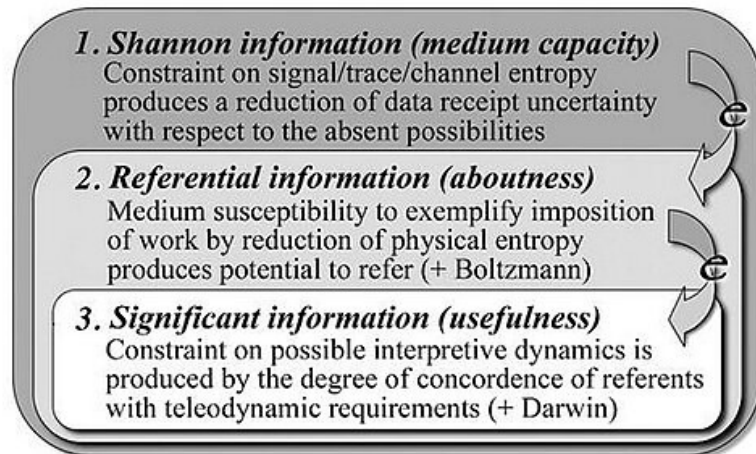 1. Shannon information (medium capacity)
Constraint on signal/trace/channel entropy
produces a reduction of data receipt uncertainty
with respect to the absent possibilities
e
2. Referential information (aboutness)
Medium susceptibility to exemplify imposition
of work by reduction of physical entropy
produces potential to refer (+ Boltzmann)
e
3. Significant information (usefulness)
Constraint on possible interpretive dynamics is
produced by the degree of concordence of referents
with teleodynamic requirements (+ Darwin)